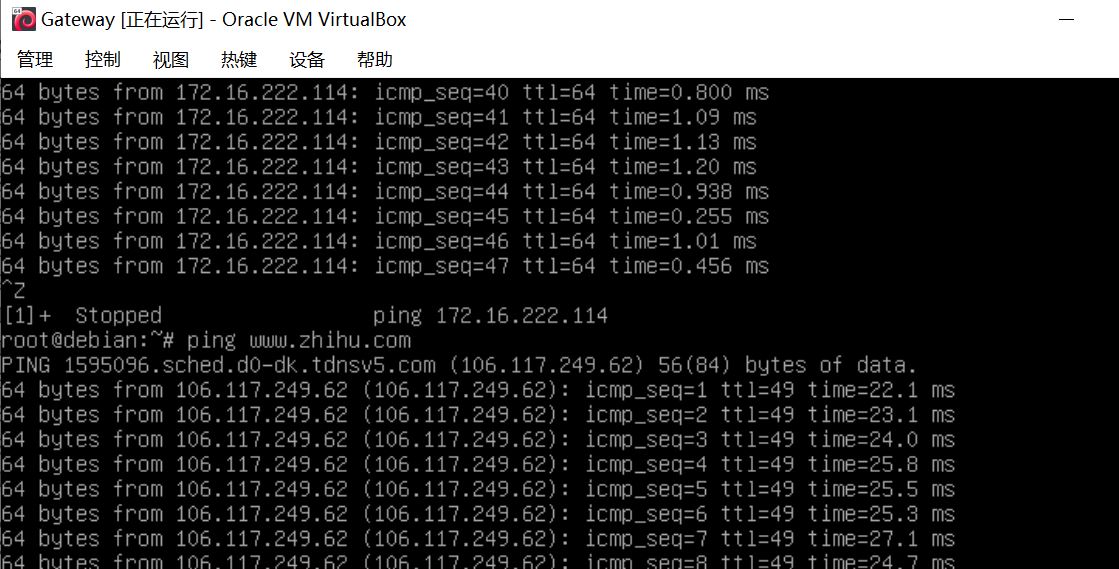 64
Gateway [正在运行] - Oracle VM VirtualBox
管理 控制 视图 热键 设备 帮助
64 bytes from 172.16.222.114: icmp_seq=40 ttl=64 time=0.800 ms
64 bytes from 172.16.222.114: icmp_seq=41 ttl=64 time=1.09 ms
64 bytes from 172.16.222.114: icmp_seq=42 ttl=64 time=1.13 ms
64 bytes from 172.16.222.114: icmp_seq=43 ttl=64 time=1.20 ms
64 bytes from 172.16.222.114: icmp_seq=44 ttl=64 time=0.938 ms
64 bytes from 172.16.222.114: icmp_seq=45 ttl=64 time=0.255 ms
64 bytes from 172.16.222.114: icmp_seq=46 ttl=64 time=1.01 ms
64 bytes from 172.16.222.114: icmp_seq=47 ttl=64 time=0.456 ms
^Z
[1]+  Stopped                 ping 172.16.222.114
root@debian:~# ping www.zhihu.com
PING 1595096.sched.d0-dk.tdnsv5.com (106.117.249.62) 56(84) bytes of data.
64 bytes from 106.117.249.62 (106.117.249.62): icmp_seq=1 ttl=49 time=22.1 ms
64 bytes from 106.117.249.62 (106.117.249.62): icmp_seq=2 ttl=49 time=23.1 ms
64 bytes from 106.117.249.62 (106.117.249.62): icmp_seq=3 ttl=49 time=24.0 ms
64 bytes from 106.117.249.62 (106.117.249.62): icmp_seq=4 ttl=49 time=25.8 ms
64 bytes from 106.117.249.62 (106.117.249.62): icmp_seq=5 ttl=49 time=25.5 ms
64 bytes from 106.117.249.62 (106.117.249.62): icmp_seq=6 ttl=49 time=25.3 ms
64 bytes from 106.117.249.62 (106.117.249.62): icmp_seq=7 ttl=49 time=27.1 ms
64 bytes from 106.117.249.62 (106.117.249.62): icmp_seq=8 ttl=49 time=24.7 ms